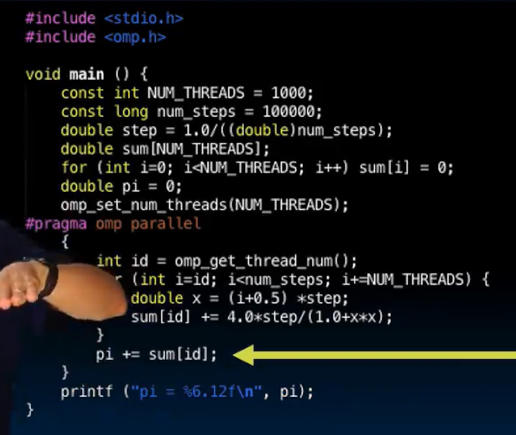 #include <stdio.h>
#include <omp.h>
void main () {
const int NUM_THREADS = 1000;
const long num_steps = 100000;
double step = 1.0/((double)num_steps);
double sum[NUM_THREADS];
for (int i=0; i<NUM_THREADS; i++) sum[i] = 0;
double pi = 0;
omp_set_num_threads(NUM_THREADS);
#pragma omp parallel
{
int id = omp_get_thread_num();
(int i=id; i<num_steps; i+=NUM_THREADS) {
double x = (i+0.5) *step;
sum[id] += 4.0*step/(1.0+x*x);
}
pi += sum[id];
}
printf ("pi = %6.12f\n", pi);
}